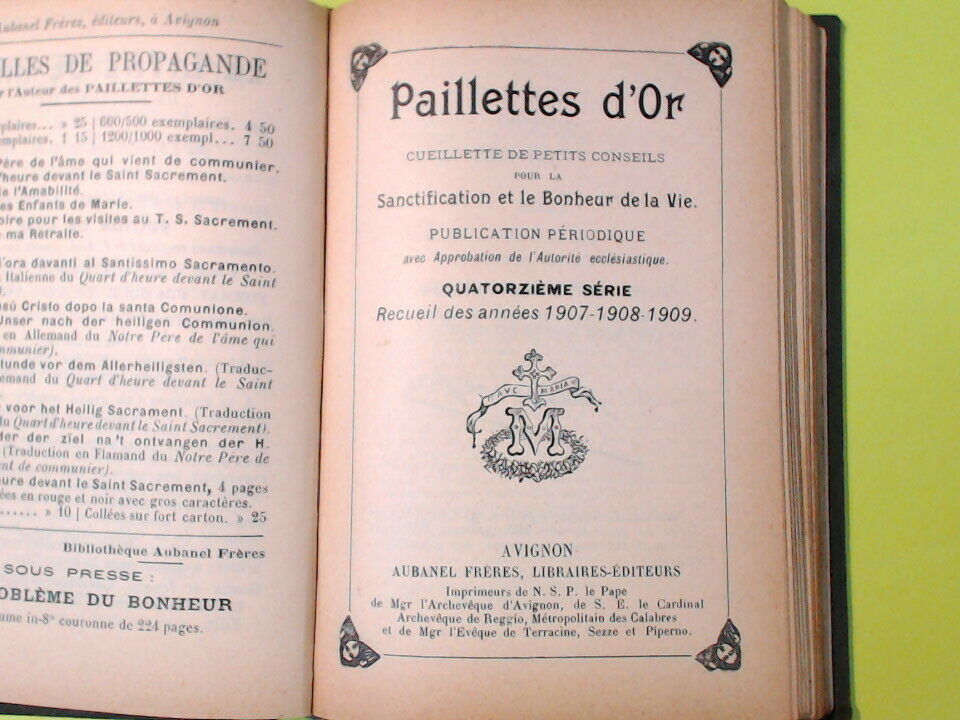 Aubanel Frères, éditeurs, à Avignon
LLES DE PROPAGANDE
r l'Auteur des PAILLETTES D'OR
plaires... » 25 | 600/500 exemplaires. 4 50
mplaires. 1 15 | 1200/1000 exempl... 7 50
Père de l'âme qui vient de communier.
'heure devant le Saint Sacrement.
e l'Amabilité.
es Enfants de Marie.
oire pour les visites au T. S. Sacrement.
e ma Retraite.
'ora davanti al Santissimo Sacramento.
Italienne du Quart d'heure devant le Saint
sù Cristo dopo la santa Comunione.
Unser nach der heiligen Communion.
en Allemand du Notre Pere de l'âme qui
mmunier).
tunde vor dem Allerheiligsten. (Traduc-
emand du Quart d'heure devant le Saint
voor het Heilig Sacrament. (Traduction
du Quart d'heure devant le Saint Sacrement).
der der ziel na't ontvangen der H.
(Traduction en Flamand du Notre Père de
nt de communier).
eure devant le Saint Sacrement, 4 pages
ées en rouge et noir avec gros caractères.
...... » 10 | Collées sur fort carton. » 25
Bibliothèque Aubanel Frères
SOUS PRESSE :
OBLÈME DU BONHEUR
ume in-8º couronne de 224 pages.
Paillettes d'Or
CUEILLETTE DE PETITS CONSEILS
POUR LA
Sanctification et le Bonheur de la Vie.
PUBLICATION PÉRIODIQUE
avec Approbation de l'Autorité ecclésiastique.
QUATORZIÈME SÉRIE
Recueil des années 1907-1908-1909.
AVE MARIA
M
AVIGNON
AUBANEL FRÈRES, LIBRAIRES-ÉDITEURS
Imprimeurs de N. S. P. le Pape
de Mgr l'Archevêque d'Avignon, de S. E. le Cardinal
Archevêque de Reggio, Métropolitain des Calabres
et de Mgr l'Evêque de Terracine, Sezze et Piperno.